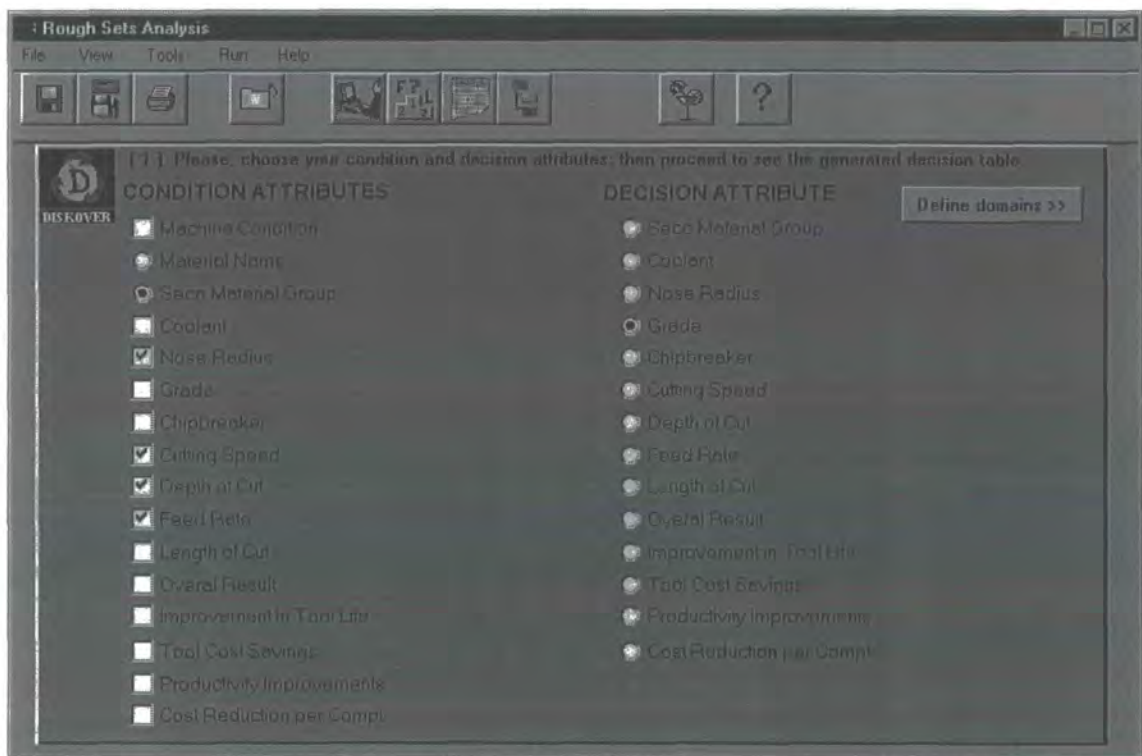 Rough Sets Analysis
File View Tools Run Help
[1]. Please, choose your condition and decision attributes; then proceed to see the generated decision table
DISKOVER
CONDITION ATTRIBUTES
Machine Condition
Material Name
Seco Material Group
Coolant
Nose Radius
Grade
Chipbreaker
Cutting Speed
Depth of Cut
Feed Rate
Length of Cut
Overal Result
Improvement in Tool Life
Tool Cost Savings
Productivity Improvements
Cost Reduction per Compt.
DECISION ATTRIBUTE
Seco Material Group
Coolant
Nose Radius
Grade
Chipbreaker
Cutting Speed
Depth of Cut
Feed Rate
Length of Cut
Overal Result
Improvement in Tool Life
Tool Cost Savings
Productivity Improvements
Cost Reduction per Compt.
Define domains >>